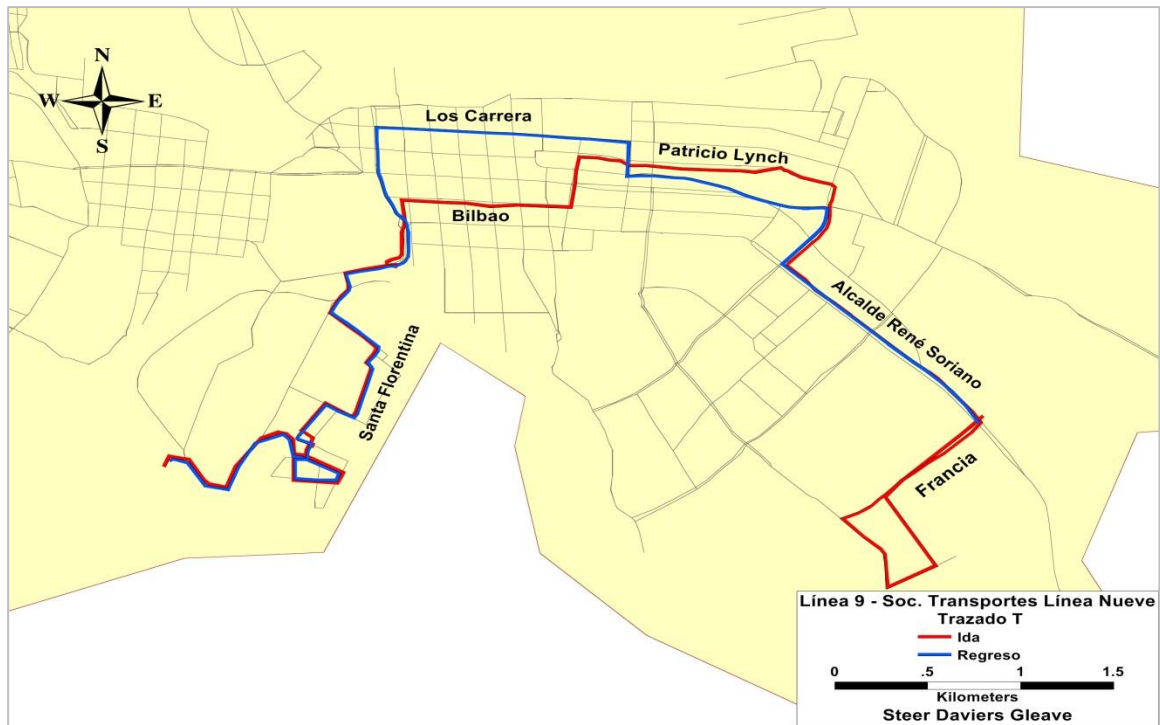 N
W E
S
Los Carrera
Patricio Lynch
Bilbao
Alcalde René Soriano
Santa Florentina
Francia
Línea 9 - Soc. Transportes Línea Nueve
Trazado T
Ida
Regreso
0 .5 1 1.5
Kilometers
Steer Daviers Gleave